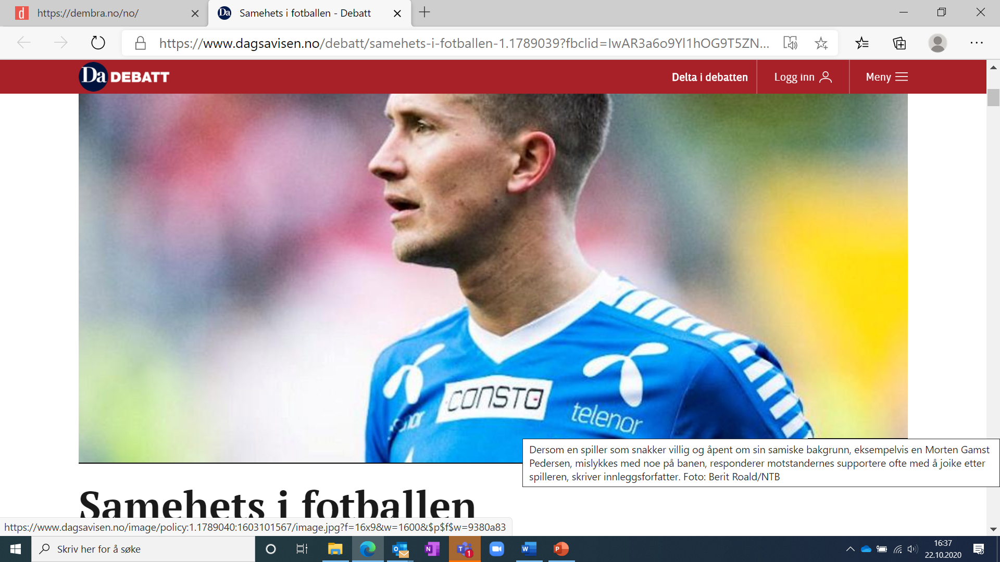 https://dembra.no/no/
Da
Samehets i fotballen - Debatt
https://www.dagsavisen.no/debatt/samehets-i-fotballen-1.1789039?fbclid=IwAR3a6o9Yl1hOG9T5ZN...
Da DEBATT
Delta i debatten
Logg inn
Meny
CONSTO
telenor
Dersom en spiller som snakker villig og åpent om sin samiske bakgrunn, eksempelvis en Morten Gamst
Pedersen, mislykkes med noe på banen, responderer motstandernes supportere ofte med å joike etter
spilleren, skriver innleggsforfatter. Foto: Berit Roald/NTB
Samehets i fotballen
https://www.dagsavisen.no/image/policy:1.1789040:1603101567/image.jpg?f=16x9&w=1600&$p$f$w=9380a83
Skriv her for å søke
1
16:37
22.10.2020